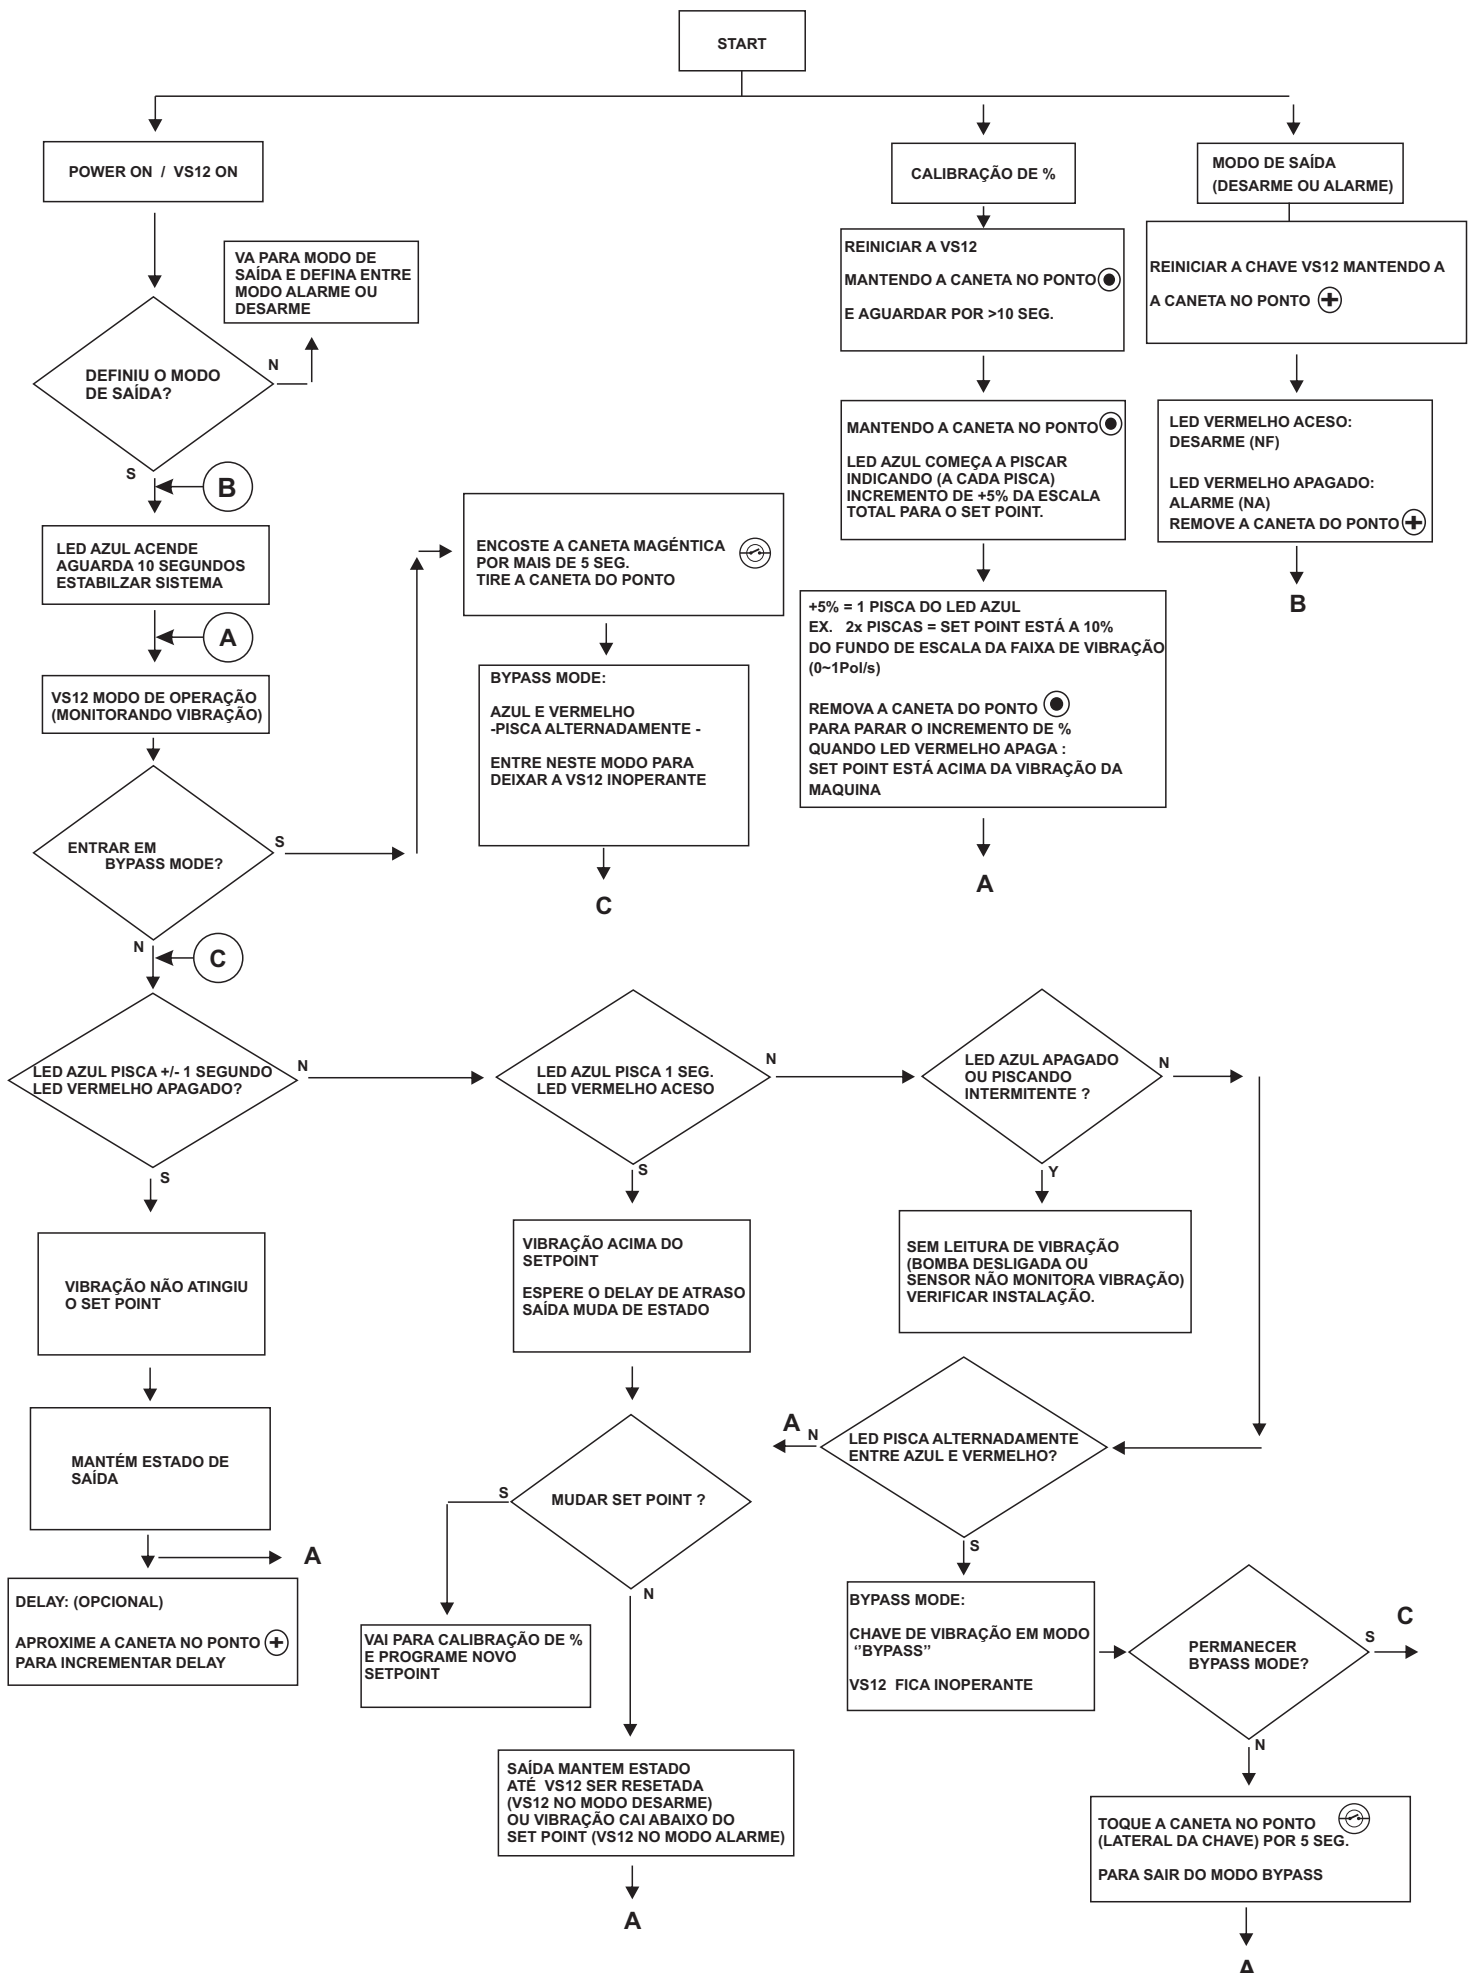 START
POWER ON / VS12 ON
VA PARA MODO DE
SAÍDA E DEFINA ENTRE
MODO ALARME OU
DESARME
DEFINIU O MODO
DE SAÍDA?
N
S
B
LED AZUL ACENDE
AGUARDA 10 SEGUNDOS
ESTABILZAR SISTEMA
A
VS12 MODO DE OPERAÇÃO
(MONITORANDO VIBRAÇÃO)
ENTRAR EM
BYPASS MODE?
S
N
C
ENCOSTE A CANETA MAGÉNTICA
POR MAIS DE 5 SEG.
TIRE A CANETA DO PONTO
BYPASS MODE:
AZUL E VERMELHO
-PISCA ALTERNADAMENTE -
ENTRE NESTE MODO PARA
DEIXAR A VS12 INOPERANTE
C
CALIBRAÇÃO DE %
REINICIAR A VS12
MANTENDO A CANETA NO PONTO
E AGUARDAR POR >10 SEG.
MANTENDO A CANETA NO PONTO
LED AZUL COMEÇA A PISCAR
INDICANDO (A CADA PISCA)
INCREMENTO DE +5% DA ESCALA
TOTAL PARA O SET POINT.
+5% = 1 PISCA DO LED AZUL
EX. 2x PISCAS = SET POINT ESTÁ A 10%
DO FUNDO DE ESCALA DA FAIXA DE VIBRAÇÃO
(0~1Pol/s)
REMOVA A CANETA DO PONTO
PARA PARAR O INCREMENTO DE %
QUANDO LED VERMELHO APAGA :
SET POINT ESTÁ ACIMA DA VIBRAÇÃO DA
MAQUINA
A
MODO DE SAÍDA
(DESARME OU ALARME)
REINICIAR A CHAVE VS12 MANTENDO A
A CANETA NO PONTO
LED VERMELHO ACESO:
DESARME (NF)
LED VERMELHO APAGADO:
ALARME (NA)
REMOVE A CANETA DO PONTO
B
LED AZUL PISCA +/- 1 SEGUNDO
LED VERMELHO APAGADO?
N
S
VIBRAÇÃO NÃO ATINGIU
O SET POINT
MANTÉM ESTADO DE
SAÍDA
A
DELAY: (OPCIONAL)
APROXIME A CANETA NO PONTO
PARA INCREMENTAR DELAY
LED AZUL PISCA 1 SEG.
LED VERMELHO ACESO
N
S
VIBRAÇÃO ACIMA DO
SETPOINT
ESPERE O DELAY DE ATRASO
SAÍDA MUDA DE ESTADO
MUDAR SET POINT ?
S
N
VAI PARA CALIBRAÇÃO DE %
E PROGRAME NOVO
SETPOINT
SAÍDA MANTEM ESTADO
ATÉ VS12 SER RESETADA
(VS12 NO MODO DESARME)
OU VIBRAÇÃO CAI ABAIXO DO
SET POINT (VS12 NO MODO ALARME)
A
LED AZUL APAGADO
OU PISCANDO
INTERMITENTE ?
N
Y
SEM LEITURA DE VIBRAÇÃO
(BOMBA DESLIGADA OU
SENSOR NÃO MONITORA VIBRAÇÃO)
VERIFICAR INSTALAÇÃO.
LED PISCA ALTERNADAMENTE
ENTRE AZUL E VERMELHO?
N
A
S
BYPASS MODE:
CHAVE DE VIBRAÇÃO EM MODO
‘’BYPASS’’
VS12 FICA INOPERANTE
PERMANECER
BYPASS MODE?
S
C
N
TOQUE A CANETA NO PONTO
(LATERAL DA CHAVE) POR 5 SEG.
PARA SAIR DO MODO BYPASS
A